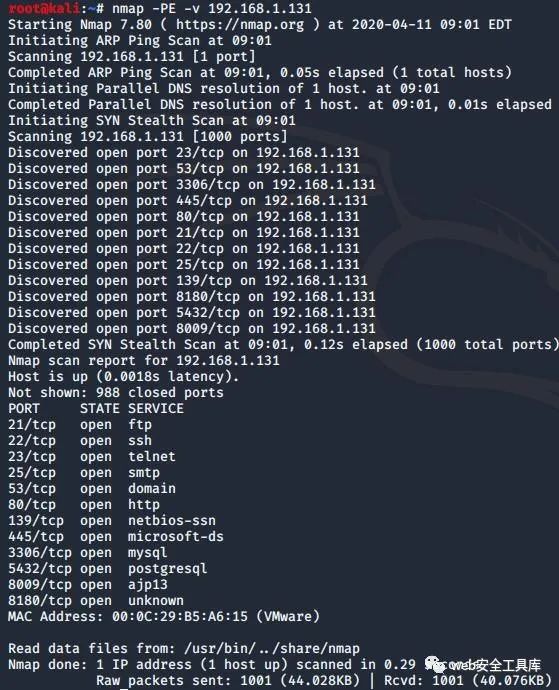 root@kali:~# nmap -PE -v 192.168.1.131
Starting Nmap 7.80 ( https://nmap.org ) at 2020-04-11 09:01 EDT
Initiating ARP Ping Scan at 09:01
Scanning 192.168.1.131 [1 port]
Completed ARP Ping Scan at 09:01, 0.05s elapsed (1 total hosts)
Initiating Parallel DNS resolution of 1 host. at 09:01
Completed Parallel DNS resolution of 1 host. at 09:01, 0.01s elapsed
Initiating SYN Stealth Scan at 09:01
Scanning 192.168.1.131 [1000 ports]
Discovered open port 23/tcp on 192.168.1.131
Discovered open port 53/tcp on 192.168.1.131
Discovered open port 3306/tcp on 192.168.1.131
Discovered open port 445/tcp on 192.168.1.131
Discovered open port 80/tcp on 192.168.1.131
Discovered open port 21/tcp on 192.168.1.131
Discovered open port 22/tcp on 192.168.1.131
Discovered open port 25/tcp on 192.168.1.131
Discovered open port 139/tcp on 192.168.1.131
Discovered open port 8180/tcp on 192.168.1.131
Discovered open port 5432/tcp on 192.168.1.131
Discovered open port 8009/tcp on 192.168.1.131
Completed SYN Stealth Scan at 09:01, 0.12s elapsed (1000 total ports)
Nmap scan report for 192.168.1.131
Host is up (0.0018s latency).
Not shown: 988 closed ports
PORT STATE SERVICE
21/tcp open ftp
22/tcp open ssh
23/tcp open telnet
25/tcp open smtp
53/tcp open domain
80/tcp open http
139/tcp open netbios-ssn
445/tcp open microsoft-ds
3306/tcp open mysql
5432/tcp open postgresql
8009/tcp open ajp13
8180/tcp open unknown
MAC Address: 00:0C:29:B5:A6:15 (VMware)
Read data files from: /usr/bin/../share/nmap
Nmap done: 1 IP address (1 host up) scanned in 0.29 seconds
web安全工具库
Raw packets sent: 1001 (44.028KB) | Rcvd: 1001 (40.076KB)